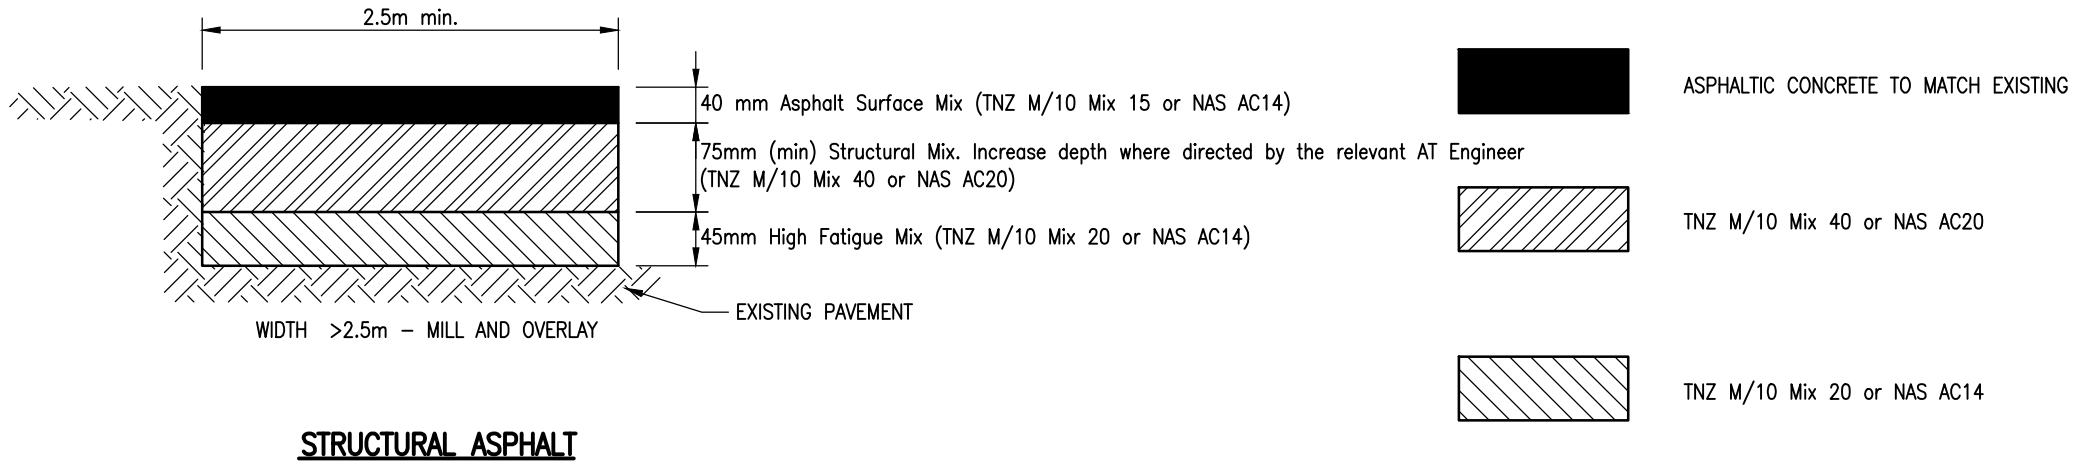 2.5m min.
40 mm Asphalt Surface Mix (TNZ M/10 Mix 15 or NAS AC14)
75mm (min) Structural Mix. Increase depth where directed by the relevant AT Engineer
(TNZ M/10 Mix 40 or NAS AC20)
45mm High Fatigue Mix (TNZ M/10 Mix 20 or NAS AC14)
EXISTING PAVEMENT
WIDTH >2.5m - MILL AND OVERLAY
STRUCTURAL ASPHALT
ASPHALTIC CONCRETE TO MATCH EXISTING
TNZ M/10 Mix 40 or NAS AC20
TNZ M/10 Mix 20 or NAS AC14